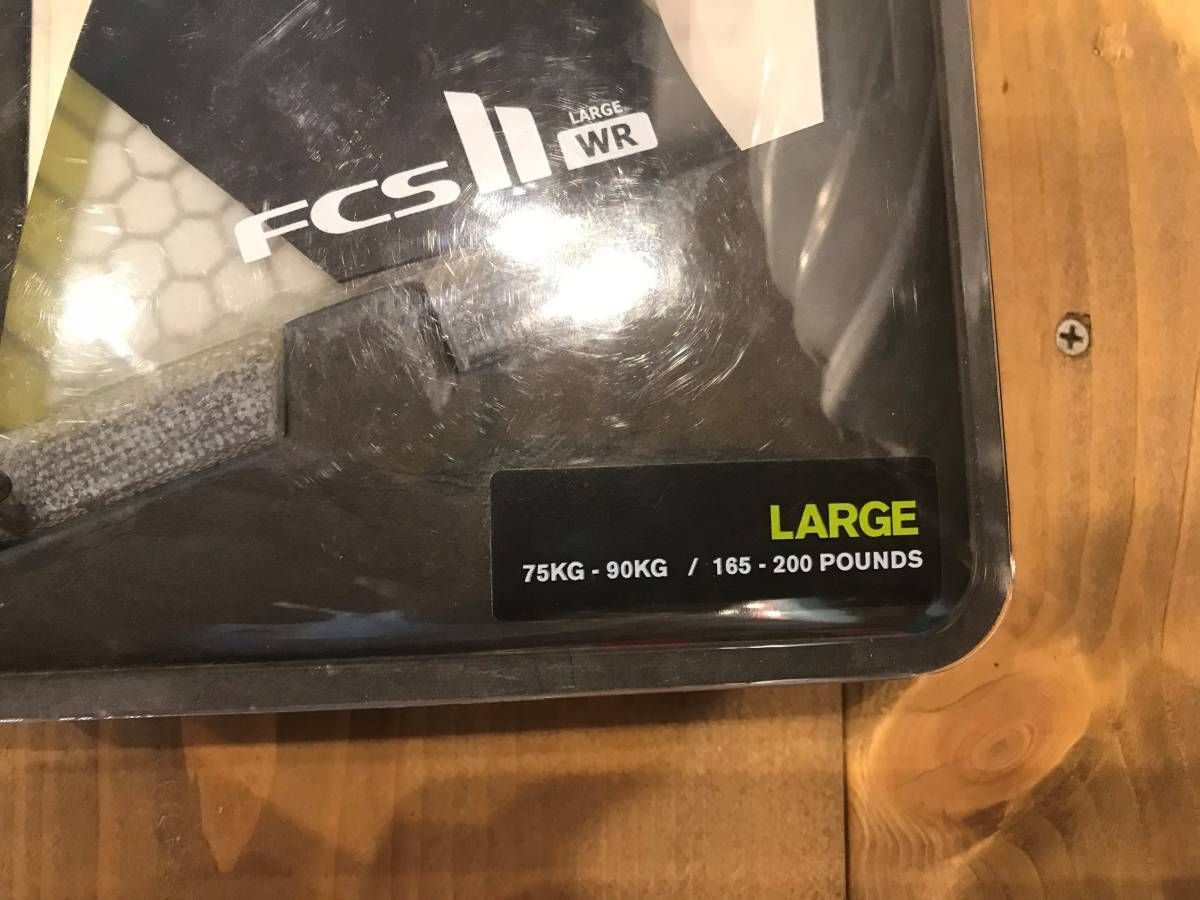 LARGE
FCS II WR
LARGE
75KG - 90KG / 165 - 200 POUNDS